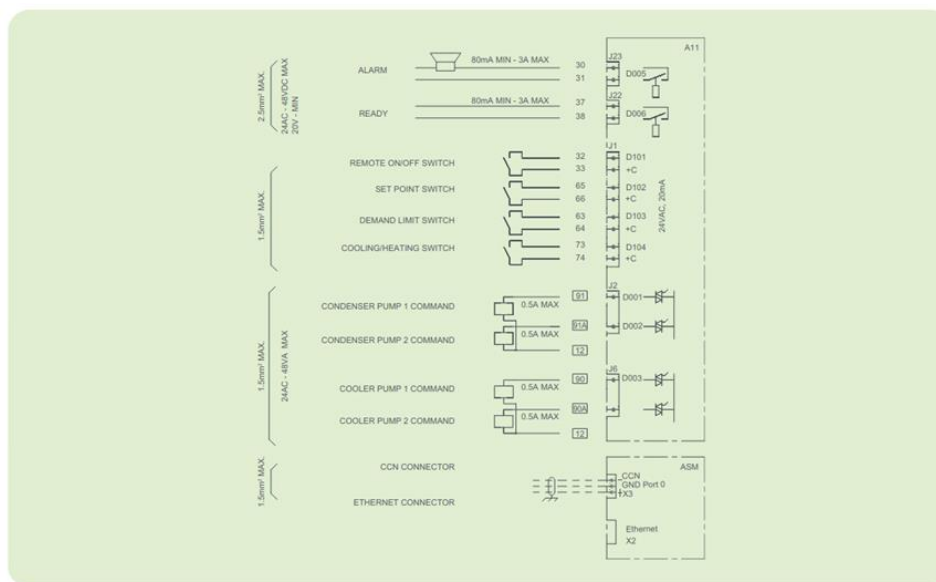 A11
J23
80mA MIN - 3A MAX
ALARM
30
31
D005
J22
80mA MIN - 3A MAX
READY
37
38
D006
2.5mm² MAX.
24AC - 48VDC MAX
20V - MIN
J1
REMOTE ON/OFF SWITCH
32
33
D101
+C
SET POINT SWITCH
65
66
D102
+C
DEMAND LIMIT SWITCH
63
64
D103
+C
COOLING/HEATING SWITCH
73
74
D104
+C
24VAC, 20mA
1.5mm² MAX.
J2
CONDENSER PUMP 1 COMMAND
0.5A MAX
91
D001
CONDENSER PUMP 2 COMMAND
0.5A MAX
91A
D002
12
J6
COOLER PUMP 1 COMMAND
0.5A MAX
90
D003
COOLER PUMP 2 COMMAND
0.5A MAX
90A
12
1.5mm² MAX.
24AC - 48VA MAX
ASM
CCN CONNECTOR
CCN
GND Port 0
X3
ETHERNET CONNECTOR
Ethernet
X2
1.5mm² MAX.